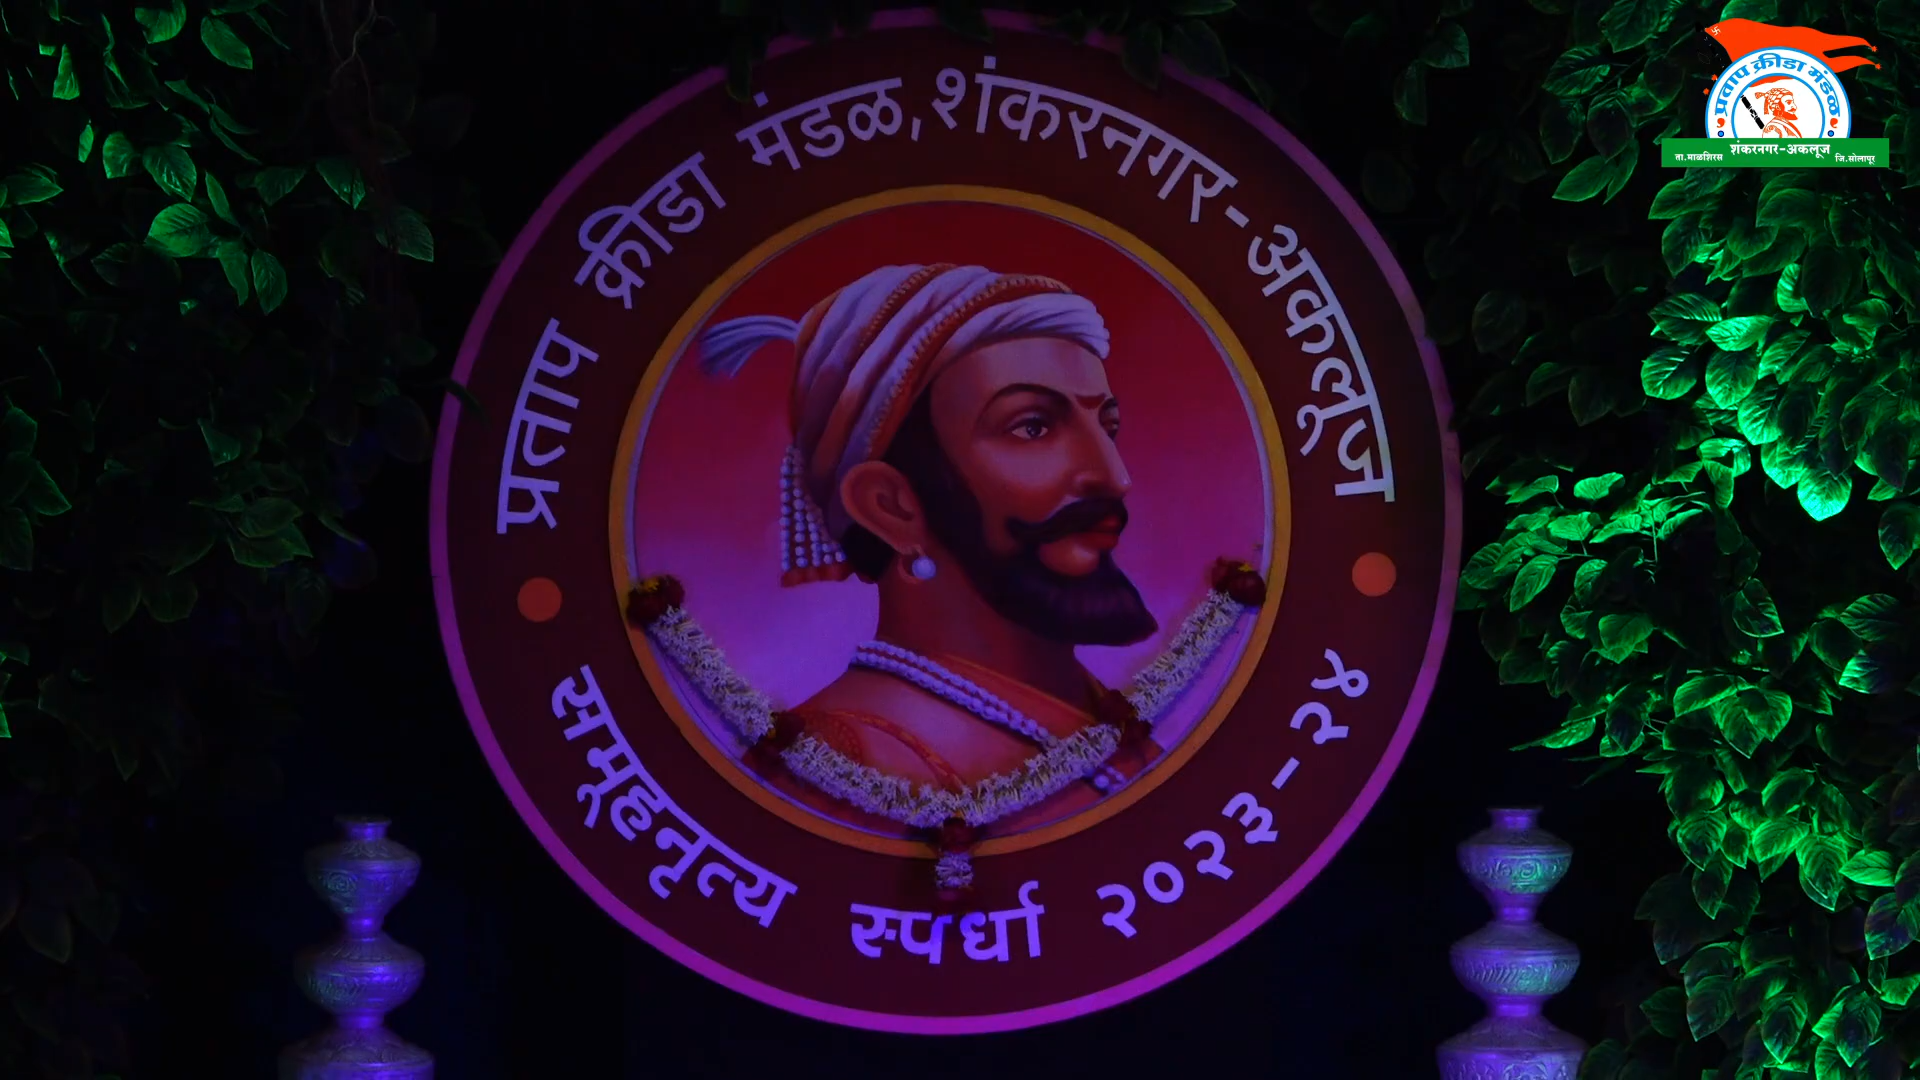 प्रताप क्रीडा मंडळ, शंकरनगर-अकलूज
समूहनृत्य स्पर्धा २०२३-२४
प्रताप क्रीडा मंडळ
ता.माळशिरस शंकरनगर-अकलूज जि.सोलापूर